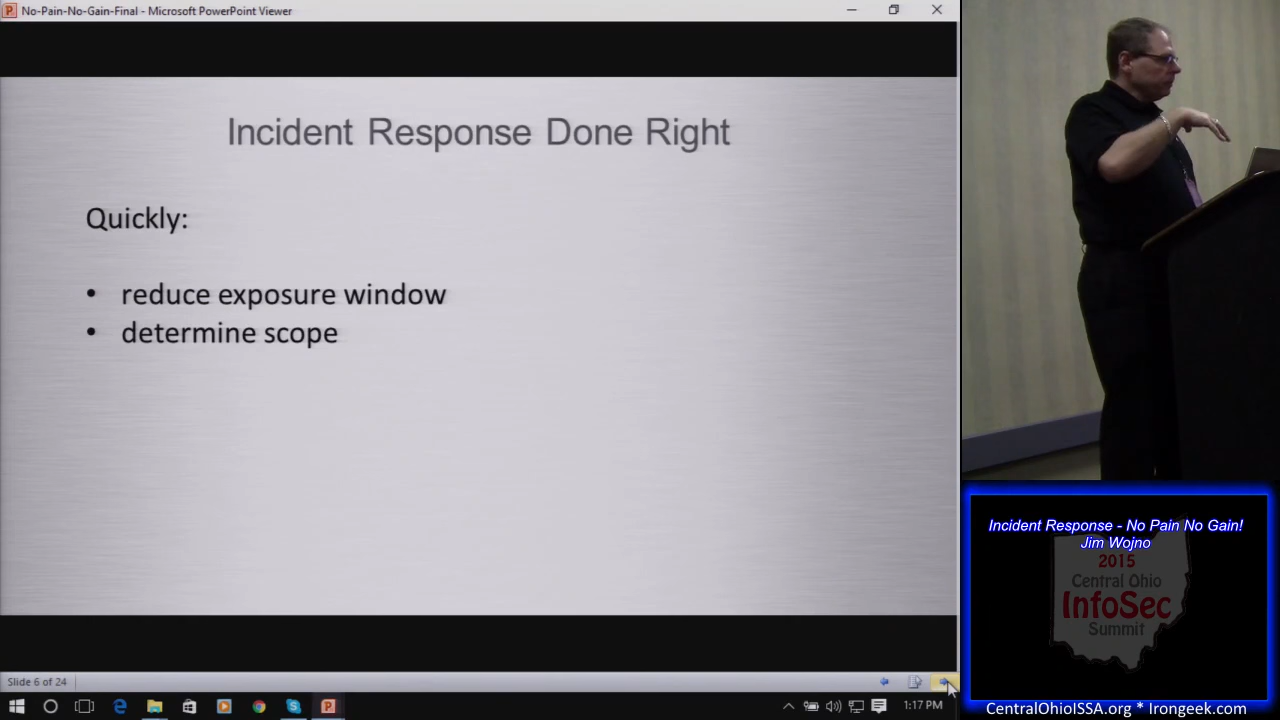 No-Pain-No-Gain-Final - Microsoft PowerPoint Viewer
Incident Response Done Right
Quickly:
• reduce exposure window
• determine scope
Slide 6 of 24
1:17 PM
Incident Response - No Pain No Gain!
Jim Wojno
2015
Central Ohio
InfoSec
Summit
CentralOhioISSA.org * Irongeek.com